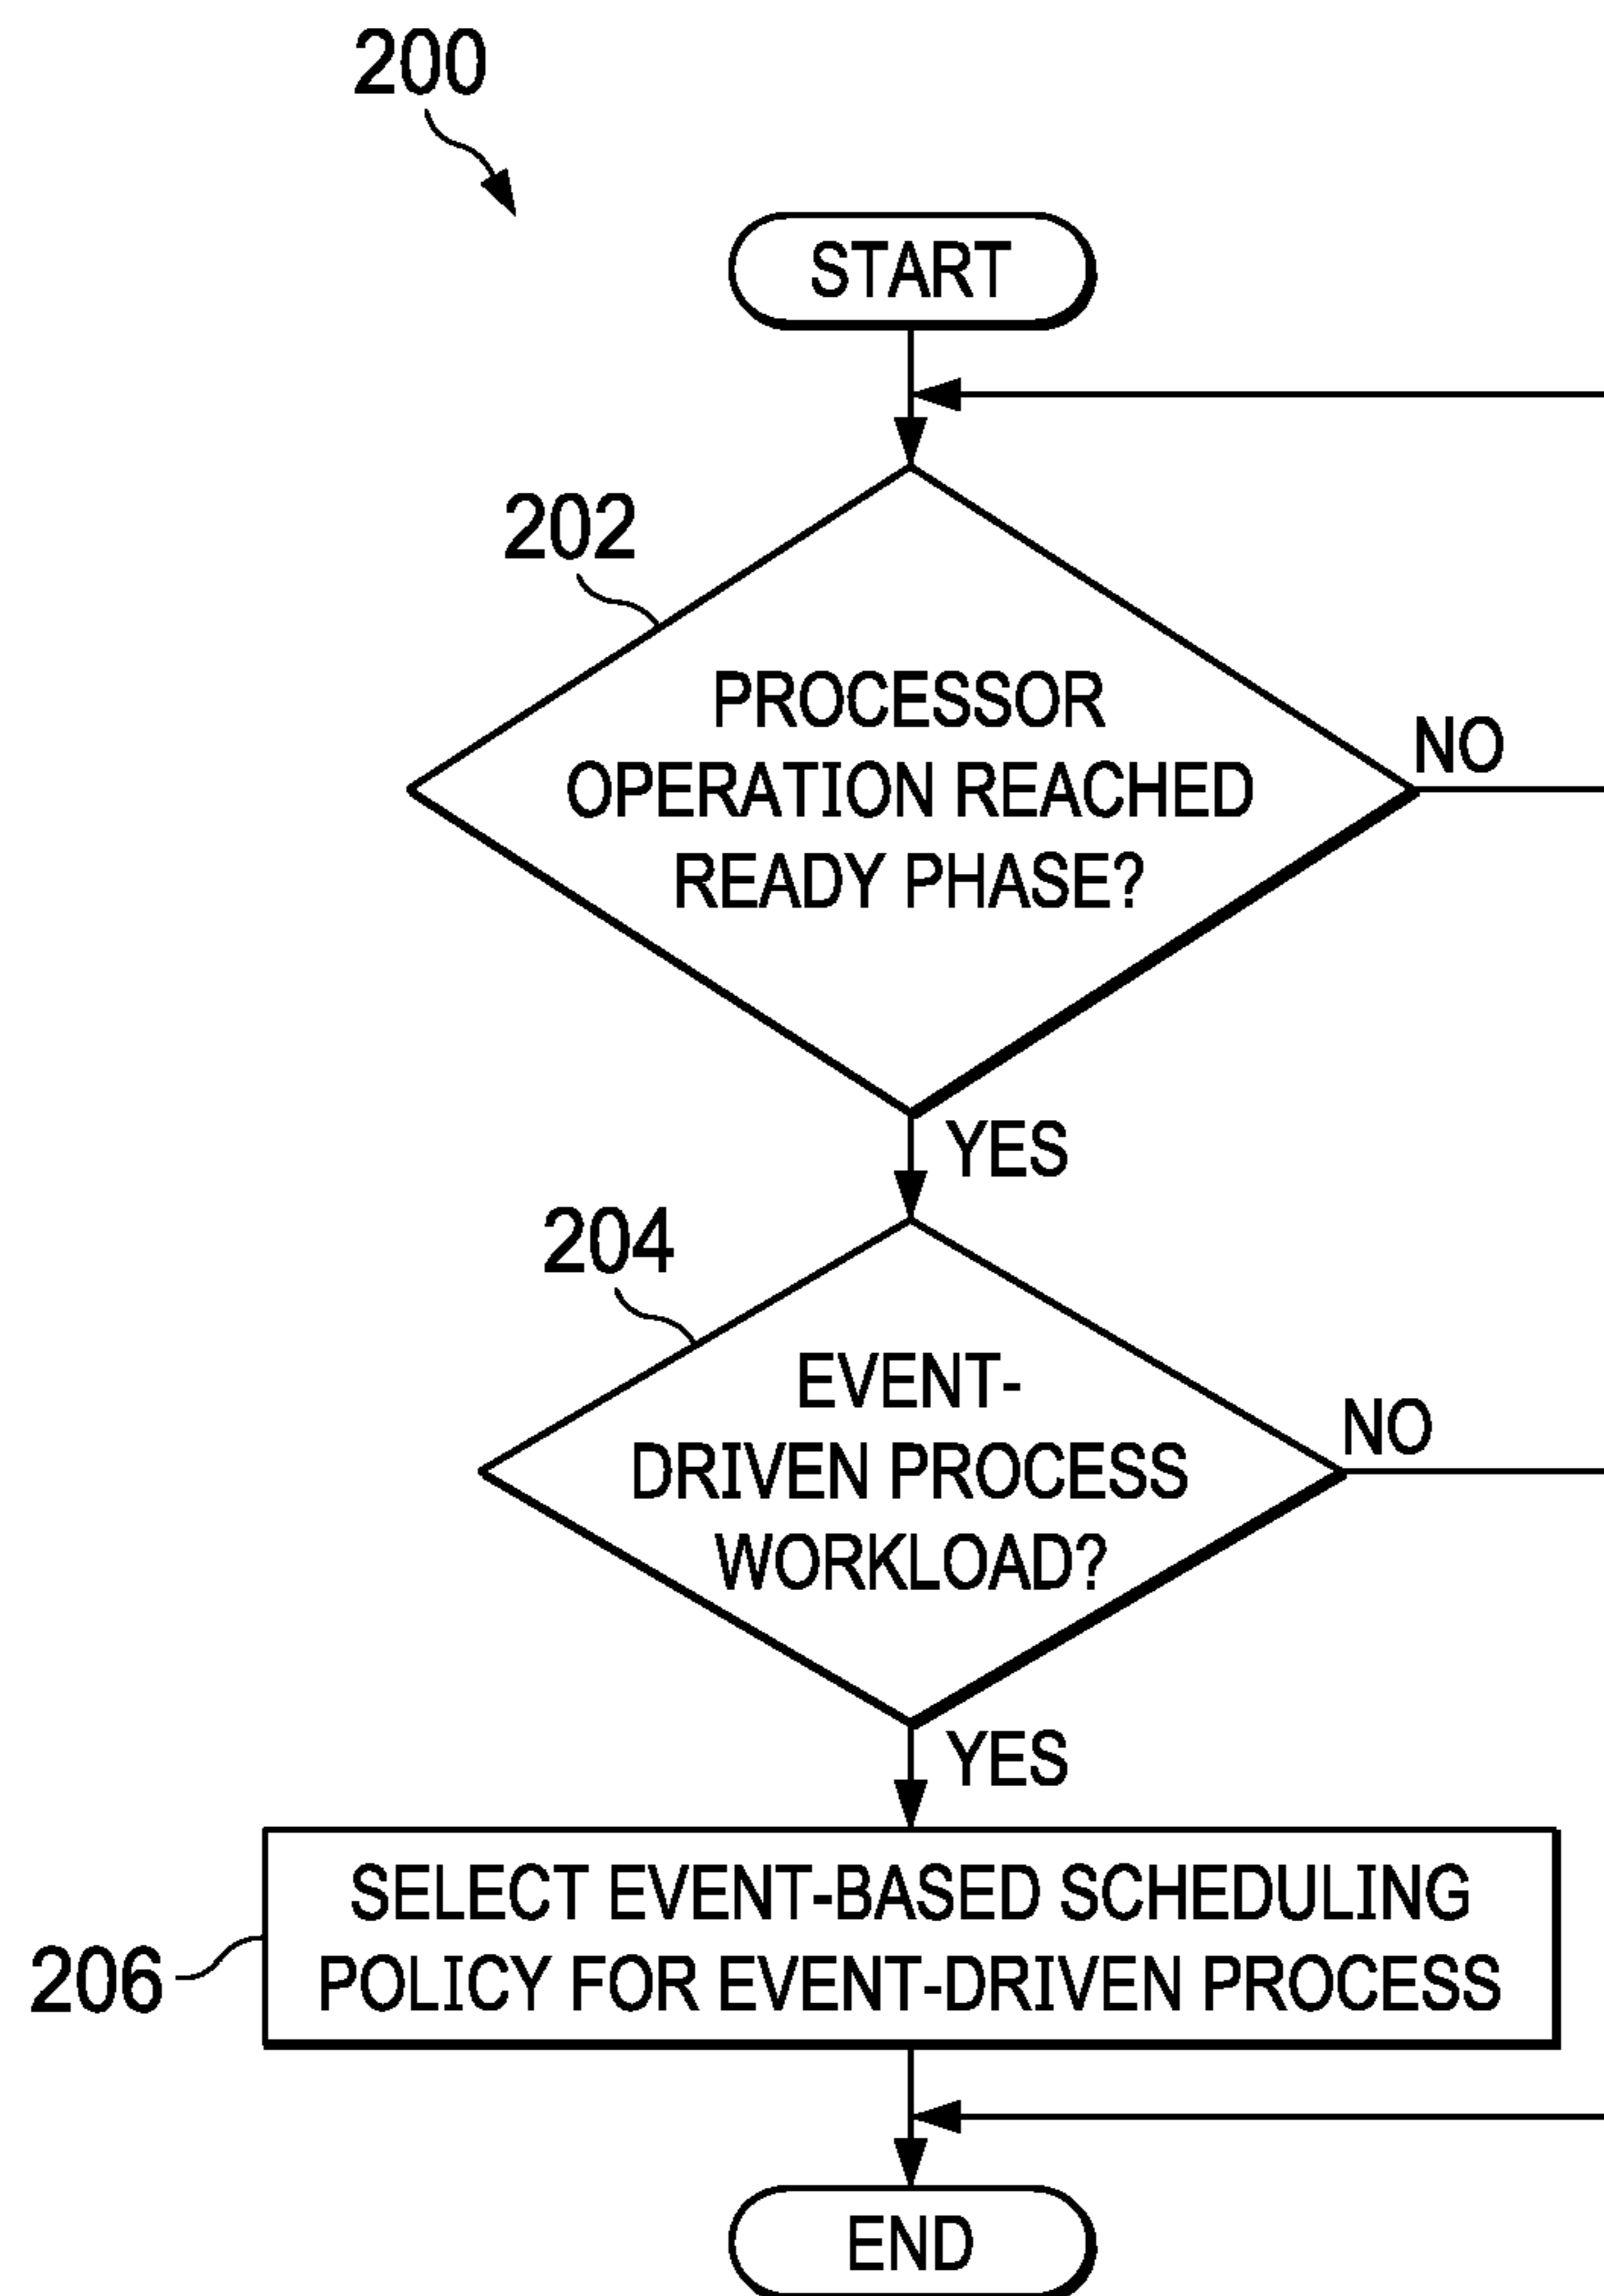 200
START
202
PROCESSOR
OPERATION REACHED
READY PHASE?
NO
YES
204
EVENT-
DRIVEN PROCESS
WORKLOAD?
NO
YES
206
SELECT EVENT-BASED SCHEDULING
POLICY FOR EVENT-DRIVEN PROCESS
END